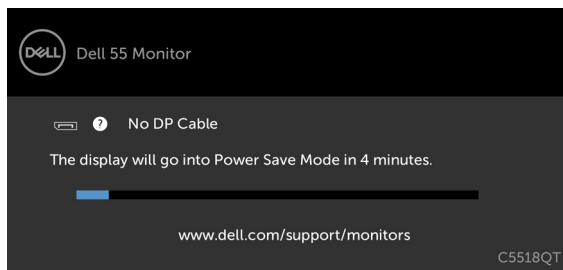 DELL Dell 55 Monitor
? No DP Cable
The display will go into Power Save Mode in 4 minutes.
www.dell.com/support/monitors
C5518QT